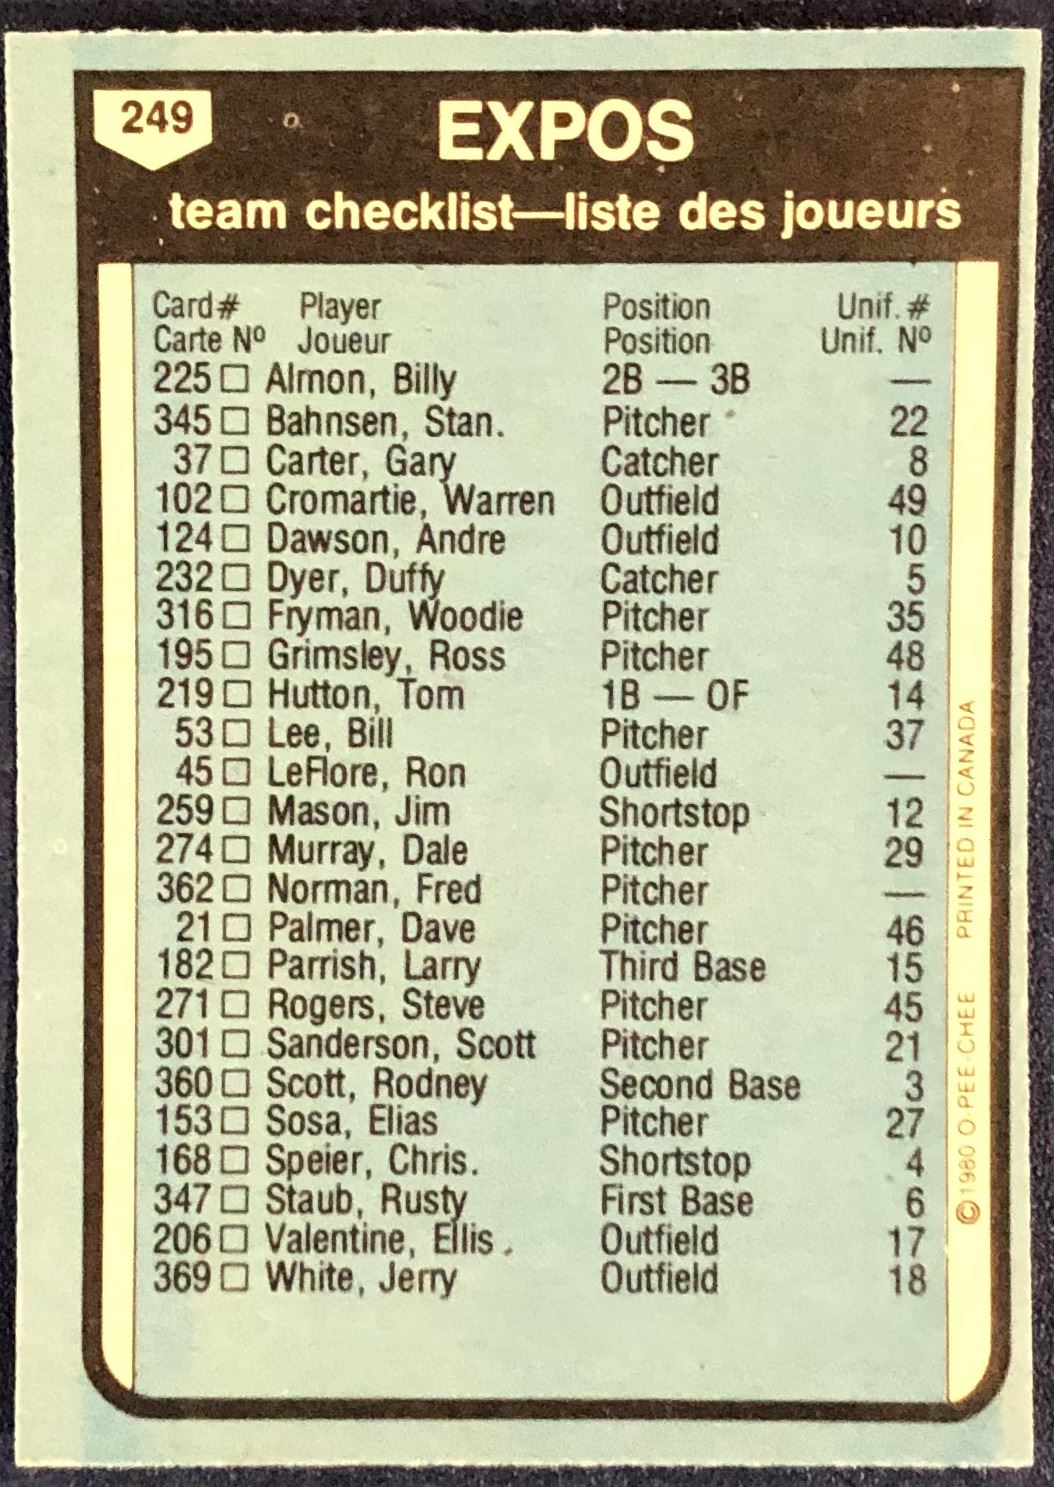 249
EXPOS
team checklist—liste des joueurs
Card# Player Position Unif.#
Carte Nº Joueur Position Unif. Nº
225 □ Almon, Billy 2B — 3B —
345 □ Bahnsen, Stan. Pitcher 22
37 □ Carter, Gary Catcher 8
102 □ Cromartie, Warren Outfield 49
124 □ Dawson, Andre Outfield 10
232 □ Dyer, Duffy Catcher 5
316 □ Fryman, Woodie Pitcher 35
195 □ Grimsley, Ross Pitcher 48
219 □ Hutton, Tom 1B — OF 14
53 □ Lee, Bill Pitcher 37
45 □ LeFlore, Ron Outfield —
259 □ Mason, Jim Shortstop 12
274 □ Murray, Dale Pitcher 29
362 □ Norman, Fred Pitcher —
21 □ Palmer, Dave Pitcher 46
182 □ Parrish, Larry Third Base 15
271 □ Rogers, Steve Pitcher 45
301 □ Sanderson, Scott Pitcher 21
360 □ Scott, Rodney Second Base 3
153 □ Sosa, Elias Pitcher 27
168 □ Speier, Chris. Shortstop 4
347 □ Staub, Rusty First Base 6
206 □ Valentine, Ellis. Outfield 17
369 □ White, Jerry Outfield 18
©1980 O-PEE-CHEE PRINTED IN CANADA